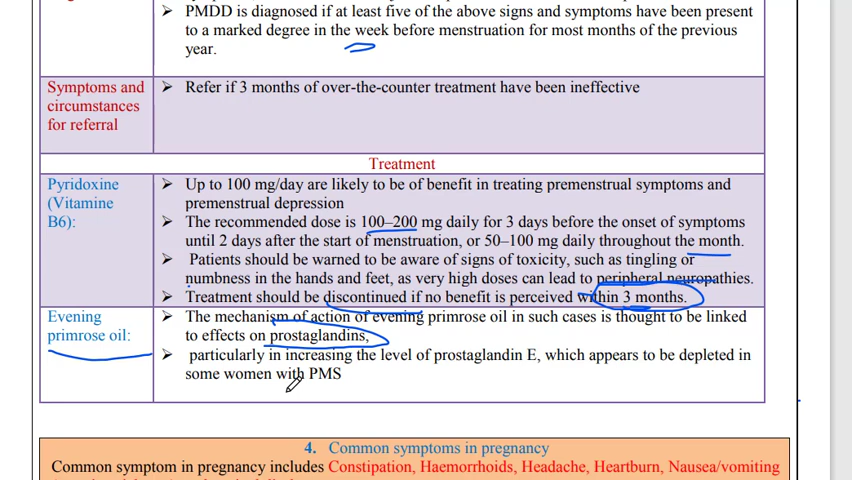 PMDD is diagnosed if at least five of the above signs and symptoms have been present
to a marked degree in the week before menstruation for most months of the previous
year.
Symptoms and
circumstances
for referral
Refer if 3 months of over-the-counter treatment have been ineffective
Treatment
Pyridoxine
(Vitamine
B6):
Up to 100 mg/day are likely to be of benefit in treating premenstrual symptoms and
premenstrual depression
The recommended dose is 100–200 mg daily for 3 days before the onset of symptoms
until 2 days after the start of menstruation, or 50–100 mg daily throughout the month.
Patients should be warned to be aware of signs of toxicity, such as tingling or
numbness in the hands and feet, as very high doses can lead to peripheral neuropathies.
Treatment should be discontinued if no benefit is perceived within 3 months.
Evening
primrose oil:
The mechanism of action of evening primrose oil in such cases is thought to be linked
to effects on prostaglandins,
particularly in increasing the level of prostaglandin E, which appears to be depleted in
some women with PMS
4. Common symptoms in pregnancy
Common symptom in pregnancy includes Constipation, Haemorrhoids, Headache, Heartburn, Nausea/vomiting